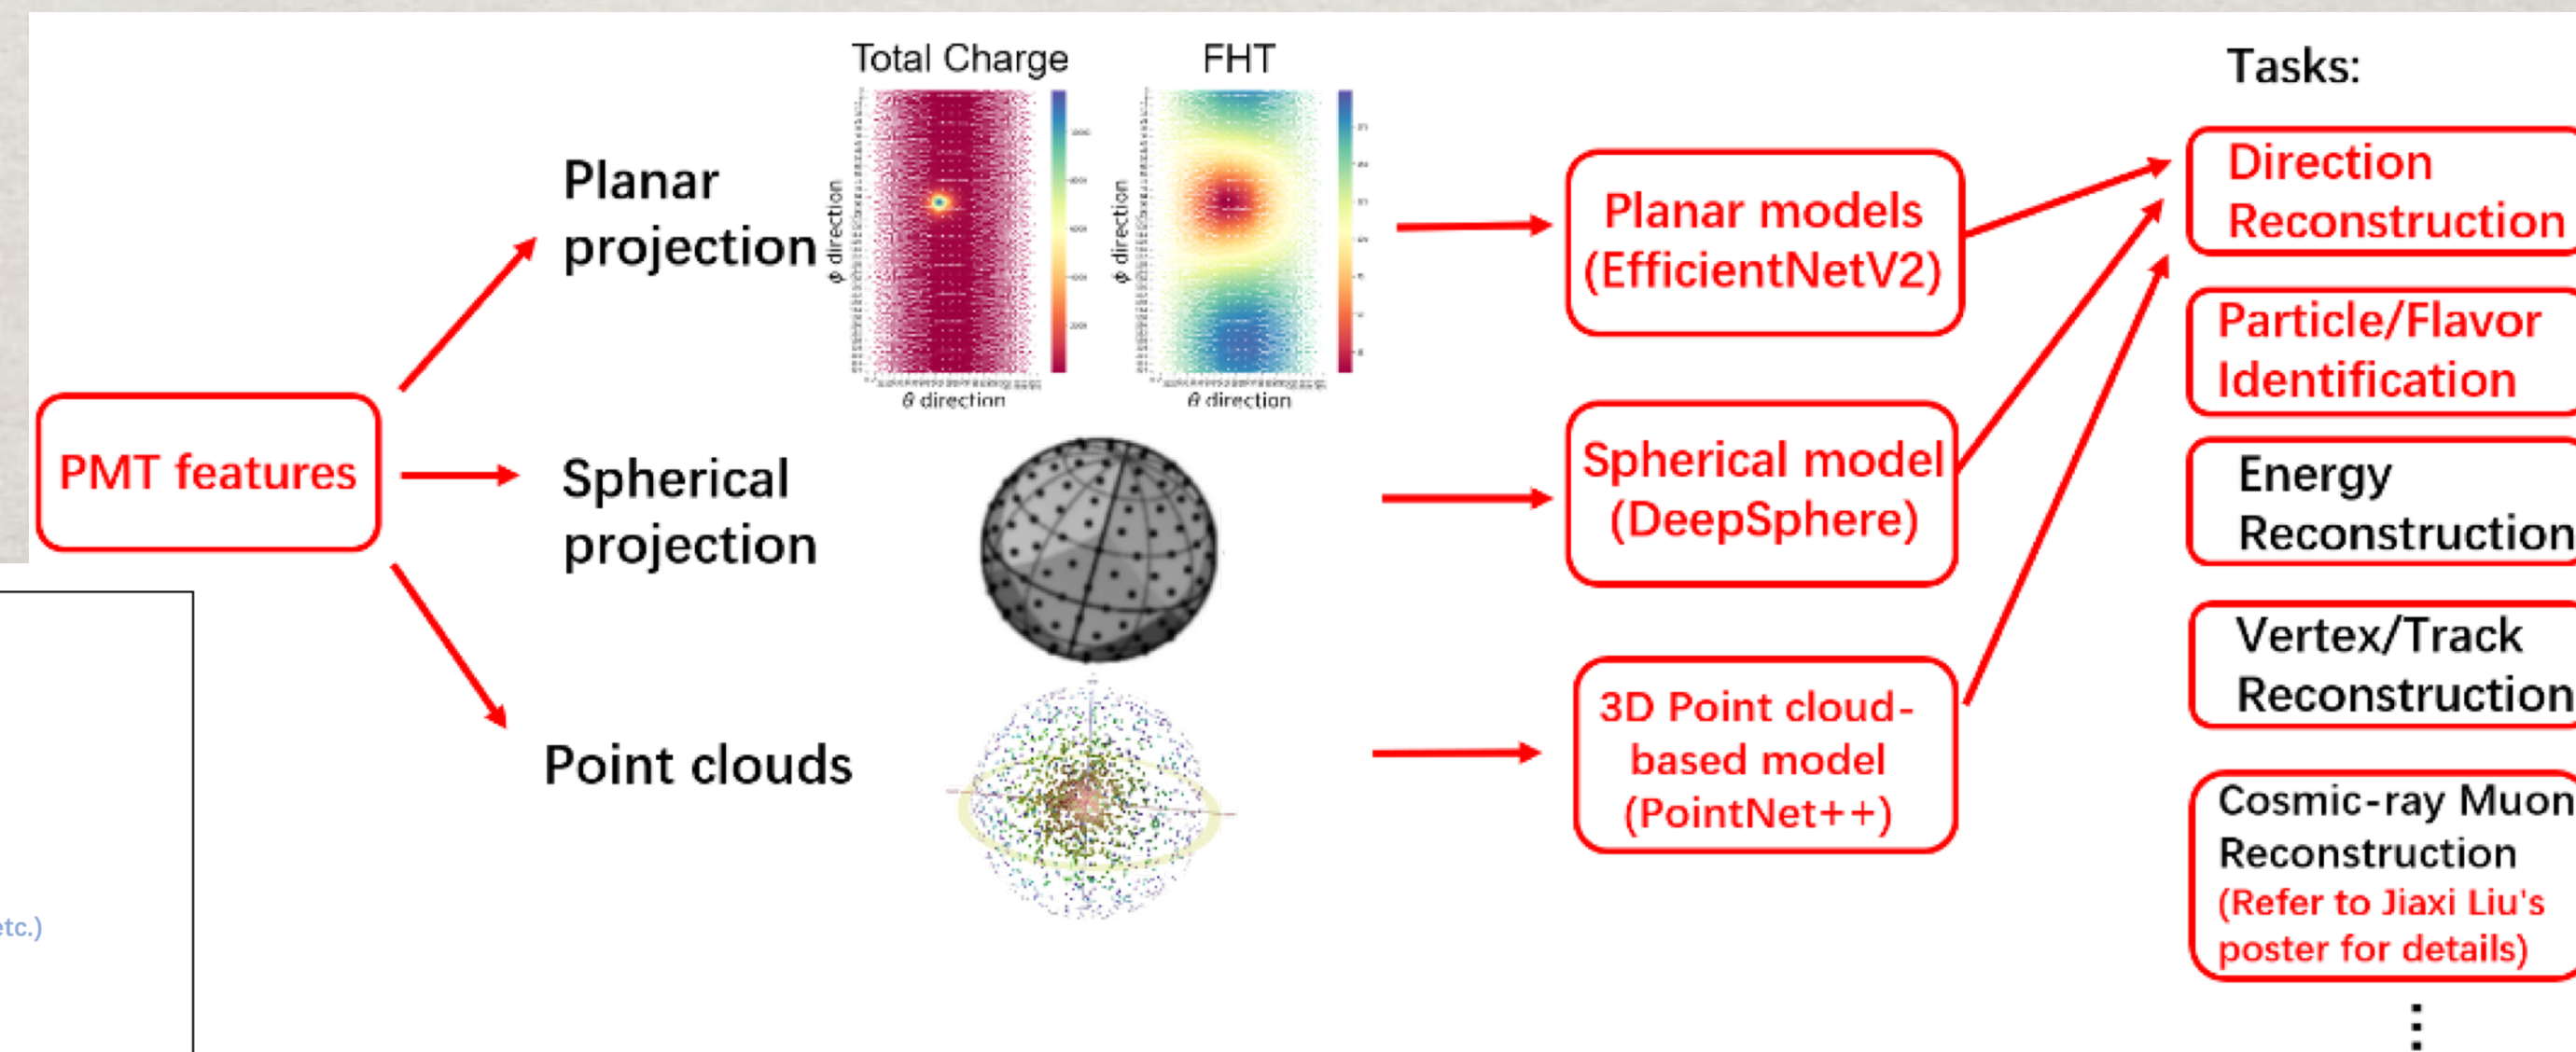 PMT features
Planar
projection
Spherical
projection
Point clouds
Total Charge
ϕ direction
θ direction
FHT
ϕ direction
θ direction
Planar models
(EfficientNetV2)
Spherical model
(DeepSphere)
3D Point cloud-
based model
(PointNet++)
Tasks:
Direction
Reconstruction
Particle/Flavor
Identification
Energy
Reconstruction
Vertex/Track
Reconstruction
Cosmic-ray Muon
Reconstruction
(Refer to Jiaxi Liu's
poster for details)
⋮
etc.)